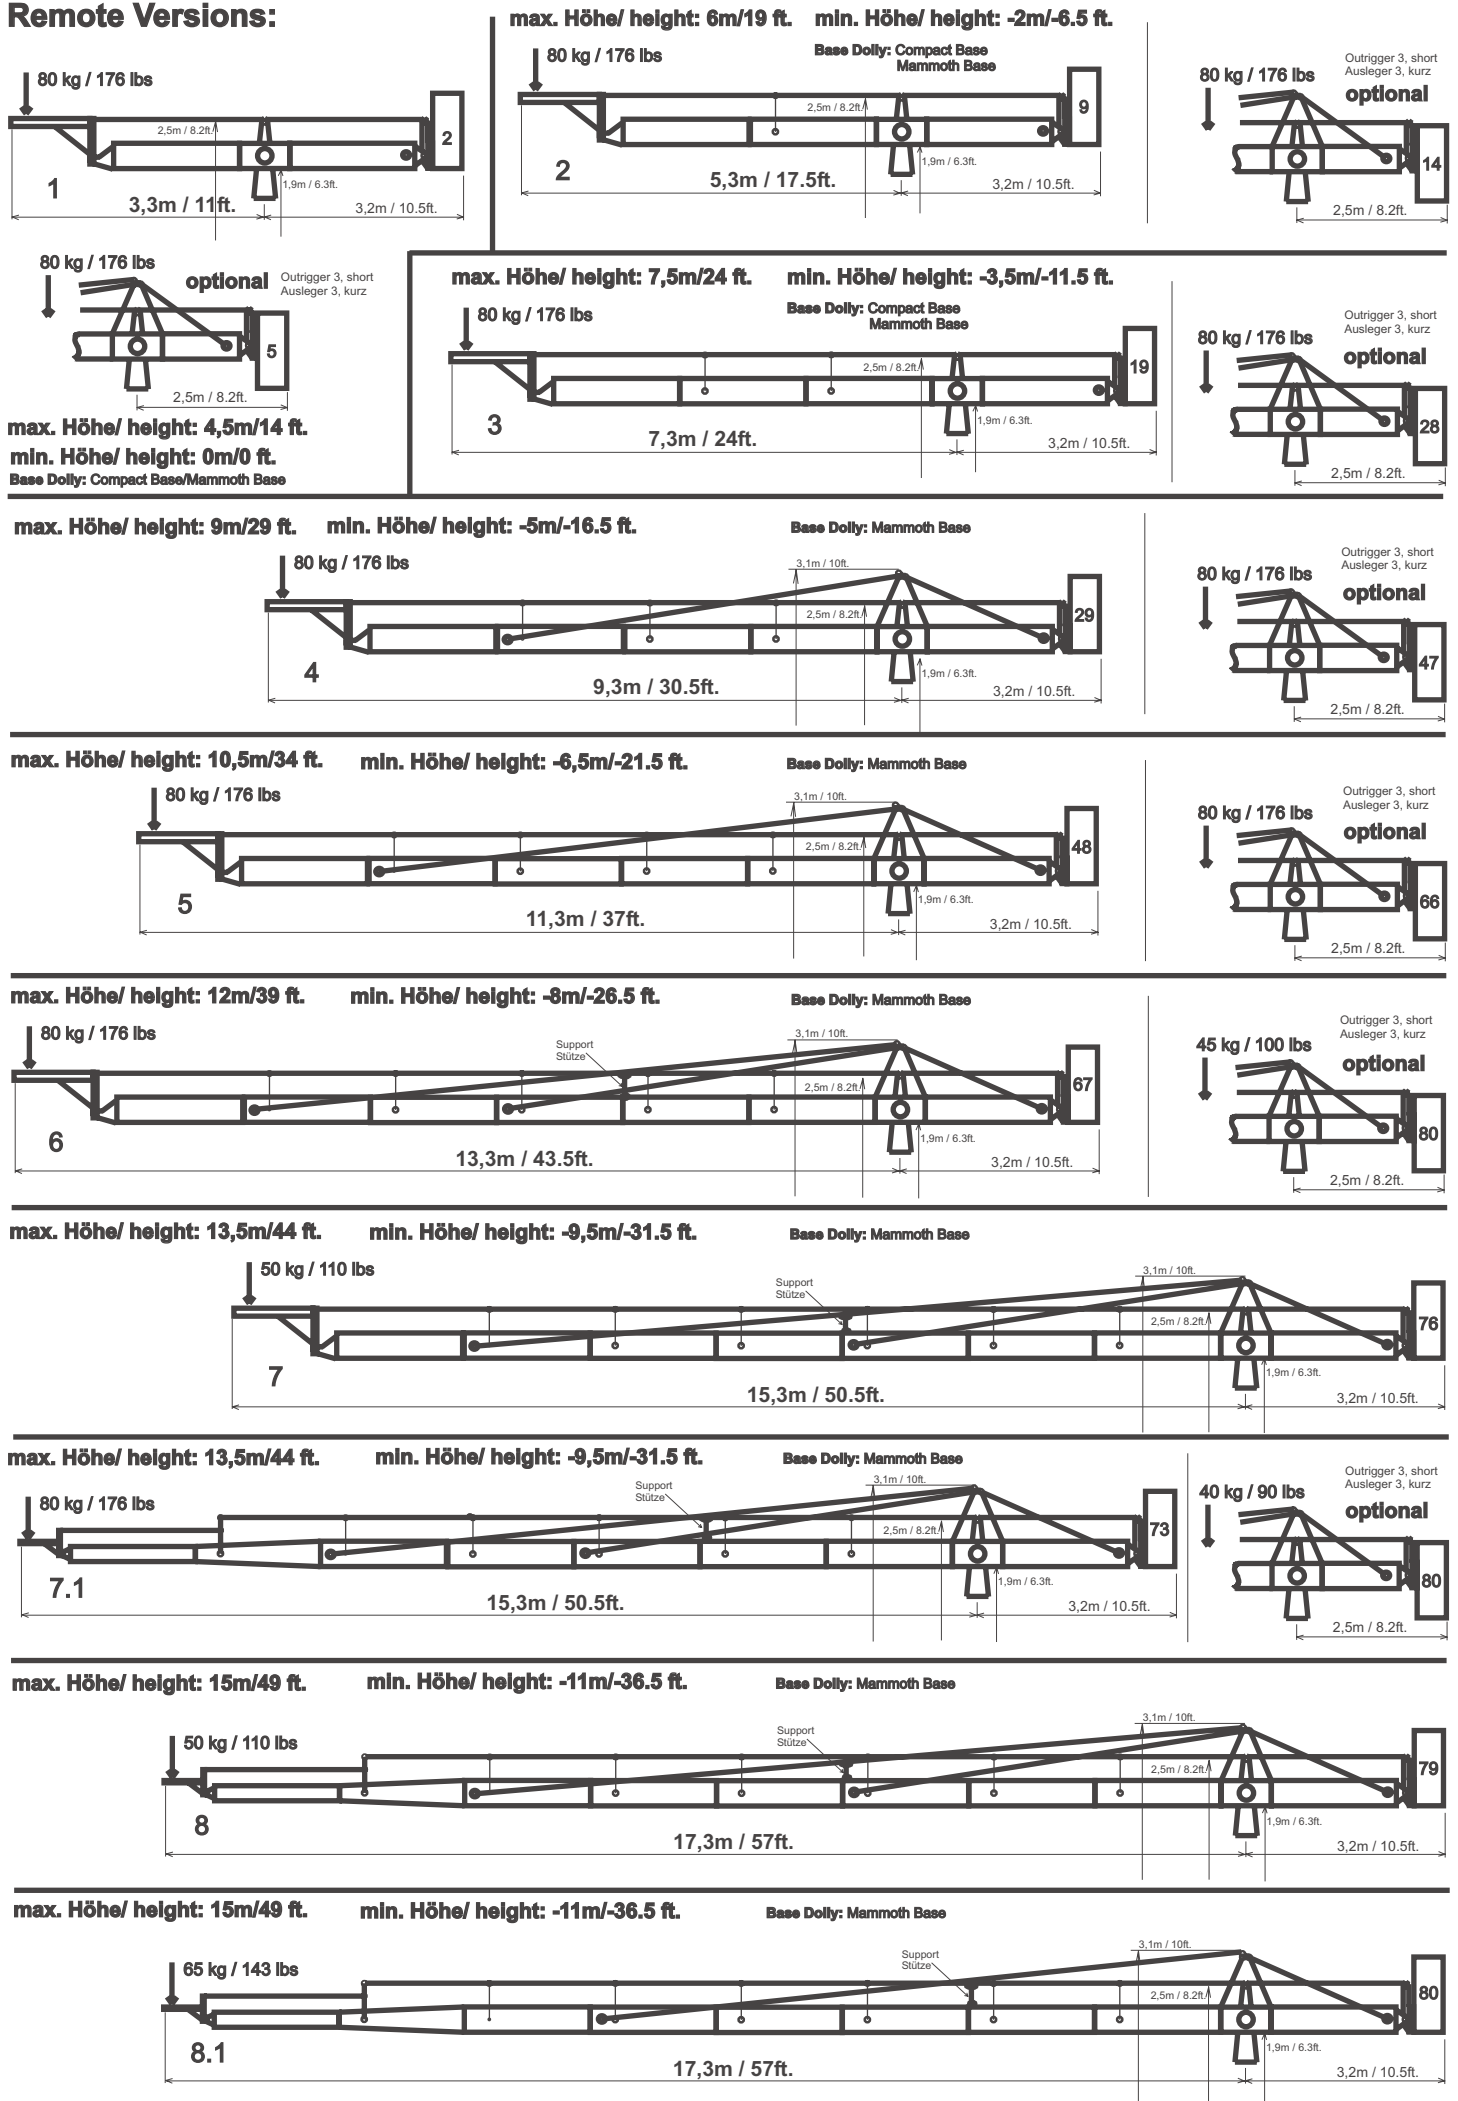 Remote Versions:
80 kg / 176 lbs
2,5m / 8.2ft.
2
1
1,9m / 6.3ft.
3,3m / 11ft.
3,2m / 10.5ft.
80 kg / 176 lbs
optional
Outrigger 3, short
Ausleger 3, kurz
5
2,5m / 8.2ft.
max. Höhe/ height: 4,5m/14 ft.
min. Höhe/ height: 0m/0 ft.
Base Dolly: Compact Base/Mammoth Base
max. Höhe/ height: 6m/19 ft. min. Höhe/ height: -2m/-6.5 ft.
Base Dolly: Compact Base
Mammoth Base
80 kg / 176 lbs
2,5m / 8.2ft.
9
2
1,9m / 6.3ft.
5,3m / 17.5ft.
3,2m / 10.5ft.
Outrigger 3, short
Ausleger 3, kurz
80 kg / 176 lbs
optional
14
2,5m / 8.2ft.
max. Höhe/ height: 7,5m/24 ft. min. Höhe/ height: -3,5m/-11.5 ft.
Base Dolly: Compact Base
Mammoth Base
80 kg / 176 lbs
2,5m / 8.2ft.
19
3
1,9m / 6.3ft.
7,3m / 24ft.
3,2m / 10.5ft.
Outrigger 3, short
Ausleger 3, kurz
80 kg / 176 lbs
optional
28
2,5m / 8.2ft.
max. Höhe/ height: 9m/29 ft. min. Höhe/ height: -5m/-16.5 ft. Base Dolly: Mammoth Base
80 kg / 176 lbs
3,1m / 10ft.
2,5m / 8.2ft.
29
4
1,9m / 6.3ft.
9,3m / 30.5ft.
3,2m / 10.5ft.
Outrigger 3, short
Ausleger 3, kurz
80 kg / 176 lbs
optional
47
2,5m / 8.2ft.
max. Höhe/ height: 10,5m/34 ft. min. Höhe/ height: -6,5m/-21.5 ft. Base Dolly: Mammoth Base
80 kg / 176 lbs
3,1m / 10ft.
2,5m / 8.2ft.
48
5
1,9m / 6.3ft.
11,3m / 37ft.
3,2m / 10.5ft.
Outrigger 3, short
Ausleger 3, kurz
80 kg / 176 lbs
optional
66
2,5m / 8.2ft.
max. Höhe/ height: 12m/39 ft. min. Höhe/ height: -8m/-26.5 ft. Base Dolly: Mammoth Base
80 kg / 176 lbs
Support
Stütze
3,1m / 10ft.
2,5m / 8.2ft.
67
6
1,9m / 6.3ft.
13,3m / 43.5ft.
3,2m / 10.5ft.
Outrigger 3, short
Ausleger 3, kurz
45 kg / 100 lbs
optional
80
2,5m / 8.2ft.
max. Höhe/ height: 13,5m/44 ft. min. Höhe/ height: -9,5m/-31.5 ft. Base Dolly: Mammoth Base
50 kg / 110 lbs
Support
Stütze
3,1m / 10ft.
2,5m / 8.2ft.
76
7
1,9m / 6.3ft.
15,3m / 50.5ft.
3,2m / 10.5ft.
max. Höhe/ height: 13,5m/44 ft. min. Höhe/ height: -9,5m/-31.5 ft. Base Dolly: Mammoth Base
80 kg / 176 lbs
Support
Stütze
3,1m / 10ft.
2,5m / 8.2ft.
73
7.1
1,9m / 6.3ft.
15,3m / 50.5ft.
3,2m / 10.5ft.
Outrigger 3, short
Ausleger 3, kurz
40 kg / 90 lbs
optional
80
2,5m / 8.2ft.
max. Höhe/ height: 15m/49 ft. min. Höhe/ height: -11m/-36.5 ft. Base Dolly: Mammoth Base
50 kg / 110 lbs
Support
Stütze
3,1m / 10ft.
2,5m / 8.2ft.
79
8
1,9m / 6.3ft.
17,3m / 57ft.
3,2m / 10.5ft.
max. Höhe/ height: 15m/49 ft. min. Höhe/ height: -11m/-36.5 ft. Base Dolly: Mammoth Base
65 kg / 143 lbs
Support
Stütze
3,1m / 10ft.
2,5m / 8.2ft.
80
8.1
1,9m / 6.3ft.
17,3m / 57ft.
3,2m / 10.5ft.